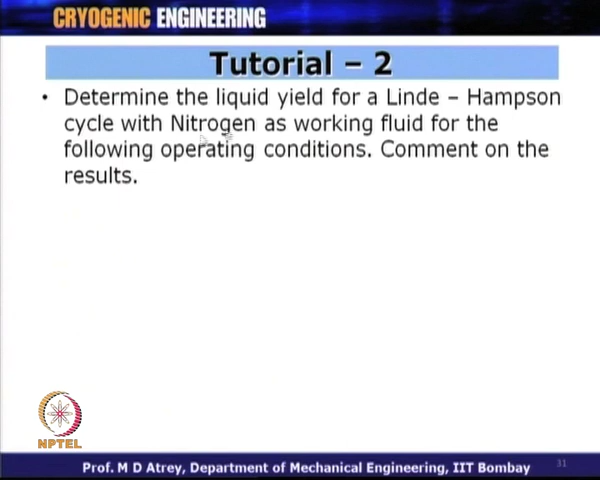 CRYOGENIC ENGINEERING
Tutorial – 2
• Determine the liquid yield for a Linde – Hampson
cycle with Nitrogen as working fluid for the
following operating conditions. Comment on the
results.
NPTEL
Prof. M D Atrey, Department of Mechanical Engineering, IIT Bombay
31